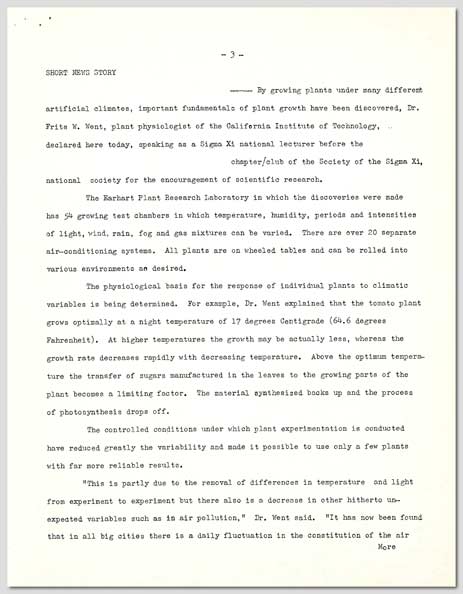 - 3 -
SHORT NEWS STORY
——— By growing plants under many different
artificial climates, important fundamentals of plant growth have been discovered, Dr.
Frits W. Went, plant physiologist of the California Institute of Technology,
declared here today, speaking as a Sigma Xi national lecturer before the
chapter/club of the Society of the Sigma Xi,
national society for the encouragement of scientific research.
The Earhart Plant Research Laboratory in which the discoveries were made
has 54 growing test chambers in which temperature, humidity, periods and intensities
of light, wind, rain, fog and gas mixtures can be varied. There are over 20 separate
air-conditioning systems. All plants are on wheeled tables and can be rolled into
various environments as desired.
The physiological basis for the response of individual plants to climatic
variables is being determined. For example, Dr. Went explained that the tomato plant
grows optimally at a night temperature of 17 degrees Centigrade (64.6 degrees
Fahrenheit). At higher temperatures the growth may be actually less, whereas the
growth rate decreases rapidly with decreasing temperature. Above the optimum tempera-
ture the transfer of sugars manufactured in the leaves to the growing parts of the
plant becomes a limiting factor. The material synthesized backs up and the process
of photosynthesis drops off.
The controlled conditions under which plant experimentation is conducted
have reduced greatly the variability and made it possible to use only a few plants
with far more reliable results.
"This is partly due to the removal of differences in temperature and light
from experiment to experiment but there also is a decrease in other hitherto un-
expected variables such as in air pollution," Dr. Went said. "It has now been found
that in all big cities there is a daily fluctuation in the constitution of the air
More